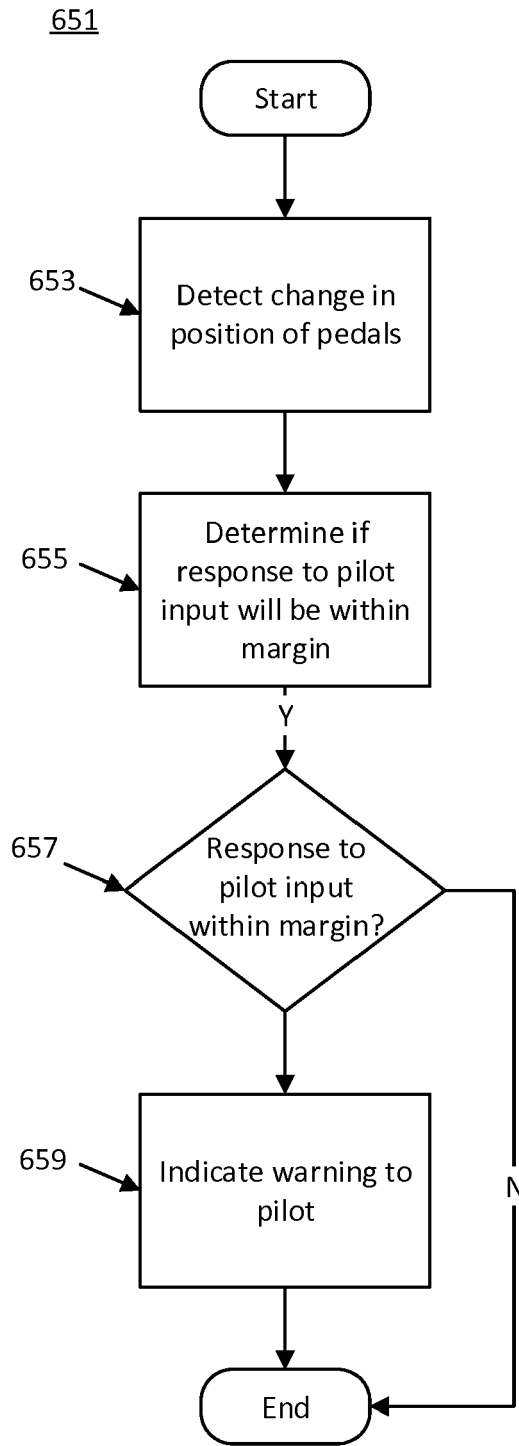 651
Start
653
Detect change in
position of pedals
655
Determine if
response to pilot
input will be within
margin
Y
657
Response to
pilot input
within margin?
659
Indicate warning to
pilot
N
End